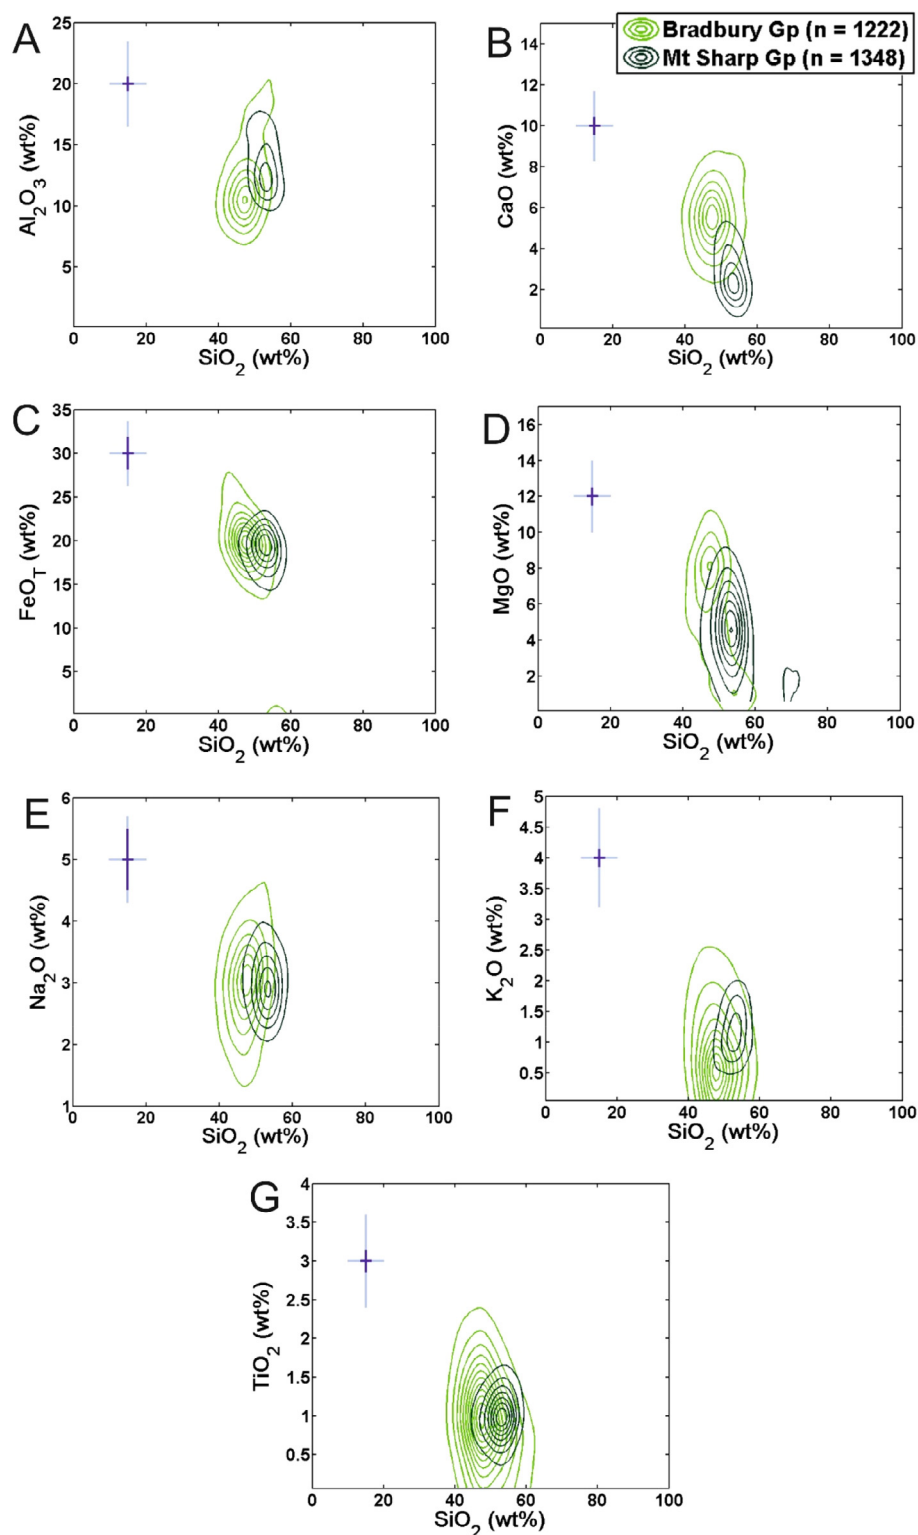 A
25
20
15
10
5
0
Al2O3 (wt%)
0 20 40 60 80 100
SiO2 (wt%)
B
Bradbury Gp (n = 1222)
Mt Sharp Gp (n = 1348)
14
12
10
8
6
4
2
CaO (wt%)
0 20 40 60 80 100
SiO2 (wt%)
C
35
30
25
20
15
10
5
FeOT (wt%)
0 20 40 60 80 100
SiO2 (wt%)
D
16
14
12
10
8
6
4
2
MgO (wt%)
0 20 40 60 80 100
SiO2 (wt%)
E
6
5
4
3
2
1
Na2O (wt%)
0 20 40 60 80 100
SiO2 (wt%)
F
5
4.5
4
3.5
3
2.5
2
1.5
1
0.5
K2O (wt%)
0 20 40 60 80 100
SiO2 (wt%)
G
4
3.5
3
2.5
2
1.5
1
0.5
TiO2 (wt%)
0 20 40 60 80 100
SiO2 (wt%)